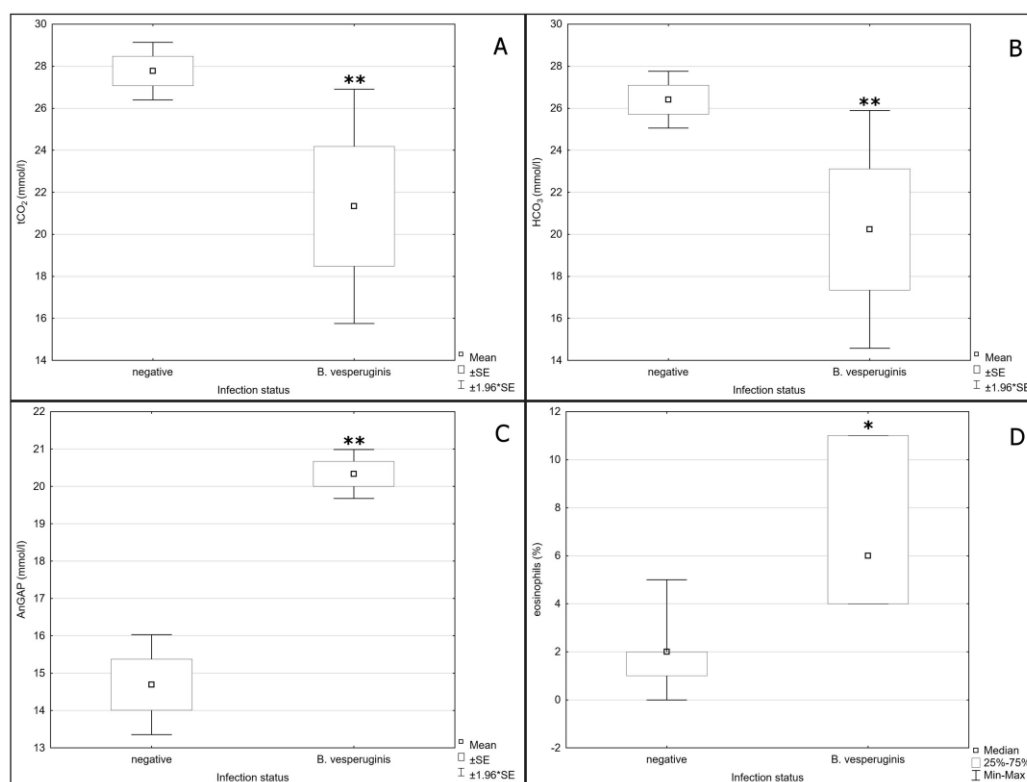 A
30
28
26
24
22
20
18
16
14
tCO₂ (mmol/l)
**
negative
B. vesperuginis
Infection status
Mean
±SE
±1.96*SE
B
30
28
26
24
22
20
18
16
14
HCO₃ (mmol/l)
**
negative
B. vesperuginis
Infection status
Mean
±SE
±1.96*SE
C
22
21
20
19
18
17
16
15
14
13
AnGAP (mmol/l)
**
negative
B. vesperuginis
Infection status
Mean
±SE
±1.96*SE
D
12
10
8
6
4
2
0
-2
eosinophils (%)
*
negative
B. vesperuginis
Infection status
Median
25%-75%
Min-Max